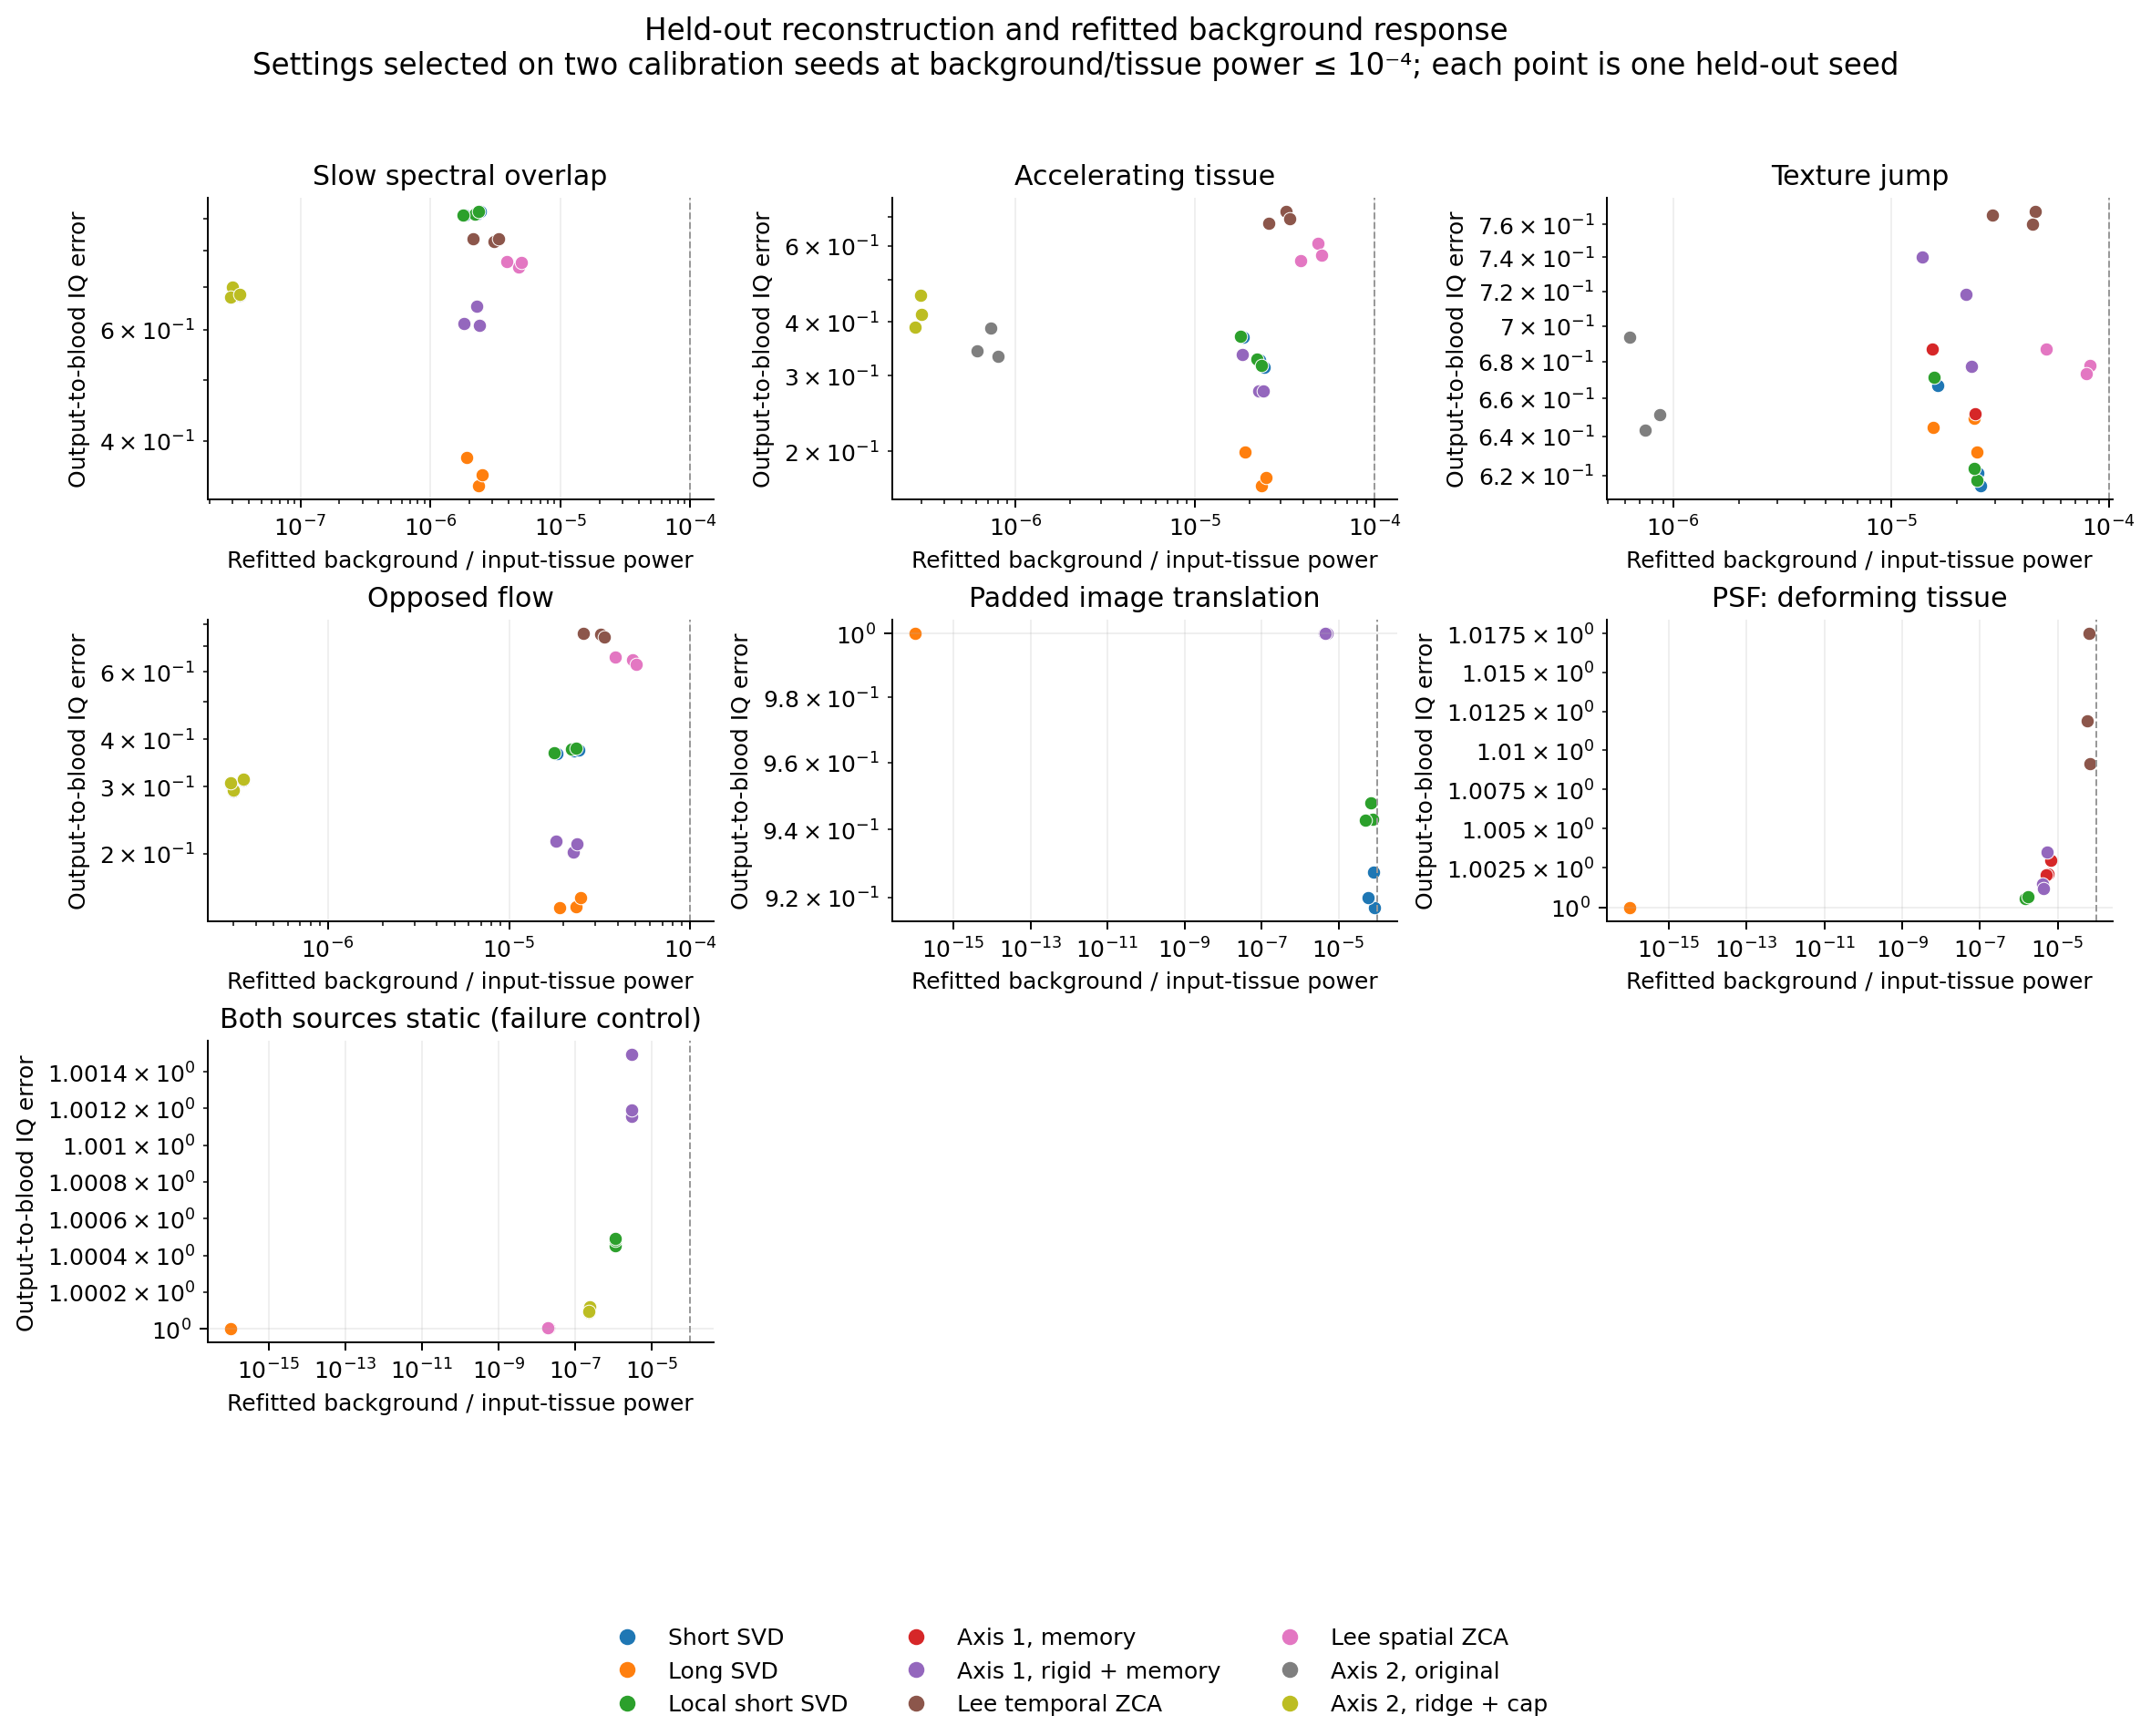 Held-out reconstruction and refitted background response
Settings selected on two calibration seeds at background/tissue power ≤ 10⁻⁴; each point is one held-out seed
Slow spectral overlap
Output-to-blood IQ error
6 × 10⁻¹
4 × 10⁻¹
10⁻⁷ 10⁻⁶ 10⁻⁵ 10⁻⁴
Refitted background / input-tissue power
Accelerating tissue
Output-to-blood IQ error
6 × 10⁻¹
4 × 10⁻¹
3 × 10⁻¹
2 × 10⁻¹
10⁻⁶ 10⁻⁵ 10⁻⁴
Refitted background / input-tissue power
Texture jump
Output-to-blood IQ error
7.6 × 10⁻¹
7.4 × 10⁻¹
7.2 × 10⁻¹
7 × 10⁻¹
6.8 × 10⁻¹
6.6 × 10⁻¹
6.4 × 10⁻¹
6.2 × 10⁻¹
10⁻⁶ 10⁻⁵ 10⁻⁴
Refitted background / input-tissue power
Opposed flow
Output-to-blood IQ error
6 × 10⁻¹
4 × 10⁻¹
3 × 10⁻¹
2 × 10⁻¹
10⁻⁶ 10⁻⁵ 10⁻⁴
Refitted background / input-tissue power
Padded image translation
Output-to-blood IQ error
10⁰
9.8 × 10⁻¹
9.6 × 10⁻¹
9.4 × 10⁻¹
9.2 × 10⁻¹
10⁻¹⁵ 10⁻¹³ 10⁻¹¹ 10⁻⁹ 10⁻⁷ 10⁻⁵
Refitted background / input-tissue power
PSF: deforming tissue
Output-to-blood IQ error
1.0175 × 10⁰
1.015 × 10⁰
1.0125 × 10⁰
1.01 × 10⁰
1.0075 × 10⁰
1.005 × 10⁰
1.0025 × 10⁰
10⁰
10⁻¹⁵ 10⁻¹³ 10⁻¹¹ 10⁻⁹ 10⁻⁷ 10⁻⁵
Refitted background / input-tissue power
Both sources static (failure control)
Output-to-blood IQ error
1.0014 × 10⁰
1.0012 × 10⁰
1.001 × 10⁰
1.0008 × 10⁰
1.0006 × 10⁰
1.0004 × 10⁰
1.0002 × 10⁰
10⁰
10⁻¹⁵ 10⁻¹³ 10⁻¹¹ 10⁻⁹ 10⁻⁷ 10⁻⁵
Refitted background / input-tissue power
Short SVD
Long SVD
Local short SVD
Axis 1, memory
Axis 1, rigid + memory
Lee temporal ZCA
Lee spatial ZCA
Axis 2, original
Axis 2, ridge + cap